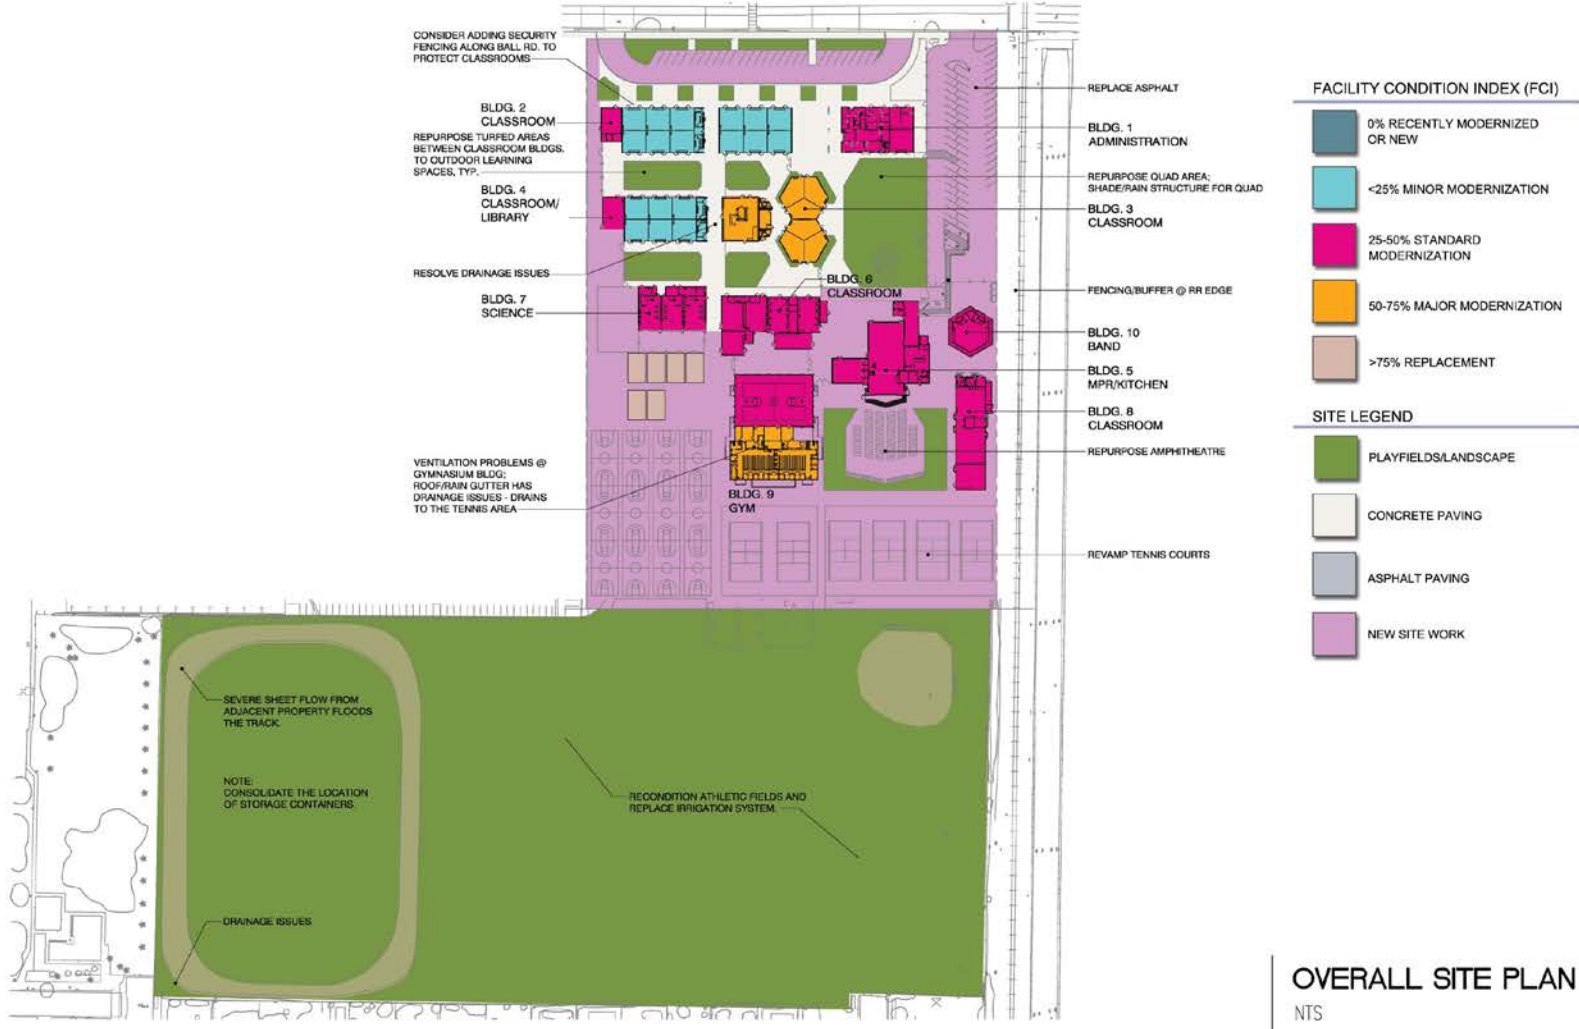 CONSIDER ADDING SECURITY
FENCING ALONG BALL RD. TO
PROTECT CLASSROOMS
BLDG. 2
CLASSROOM
REPURPOSE TURFED AREAS
BETWEEN CLASSROOM BLDGS.
TO OUTDOOR LEARNING
SPACES, TYP.
BLDG. 4
CLASSROOM/
LIBRARY
RESOLVE DRAINAGE ISSUES
BLDG. 7
SCIENCE
VENTILATION PROBLEMS @
GYMNASIUM BLDG;
ROOF/RAIN GUTTER HAS
DRAINAGE ISSUES - DRAINS
TO THE TENNIS AREA
BLDG. 6
CLASSROOM
BLDG. 9
GYM
REPLACE ASPHALT
BLDG. 1
ADMINISTRATION
REPURPOSE QUAD AREA;
SHADE/RAIN STRUCTURE FOR QUAD
BLDG. 3
CLASSROOM
FENCING/BUFFER @ RR EDGE
BLDG. 10
BAND
BLDG. 5
MPR/KITCHEN
BLDG. 8
CLASSROOM
REPURPOSE AMPHITHEATRE
REVAMP TENNIS COURTS
SEVERE SHEET FLOW FROM
ADJACENT PROPERTY FLOODS
THE TRACK.
NOTE:
CONSOLIDATE THE LOCATION
OF STORAGE CONTAINERS.
RECONDITION ATHLETIC FIELDS AND
REPLACE IRRIGATION SYSTEM.
DRAINAGE ISSUES
FACILITY CONDITION INDEX (FCI)
0% RECENTLY MODERNIZED
OR NEW
<25% MINOR MODERNIZATION
25-50% STANDARD
MODERNIZATION
50-75% MAJOR MODERNIZATION
>75% REPLACEMENT
SITE LEGEND
PLAYFIELDS/LANDSCAPE
CONCRETE PAVING
ASPHALT PAVING
NEW SITE WORK
OVERALL SITE PLAN
NTS